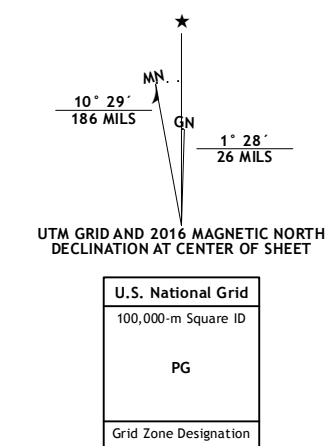 ★
MN
GN
10° 29´
186 MILS
1° 28´
26 MILS
UTM GRID AND 2016 MAGNETIC NORTH
DECLINATION AT CENTER OF SHEET
U.S. National Grid
100,000-m Square ID
PG
Grid Zone Designation